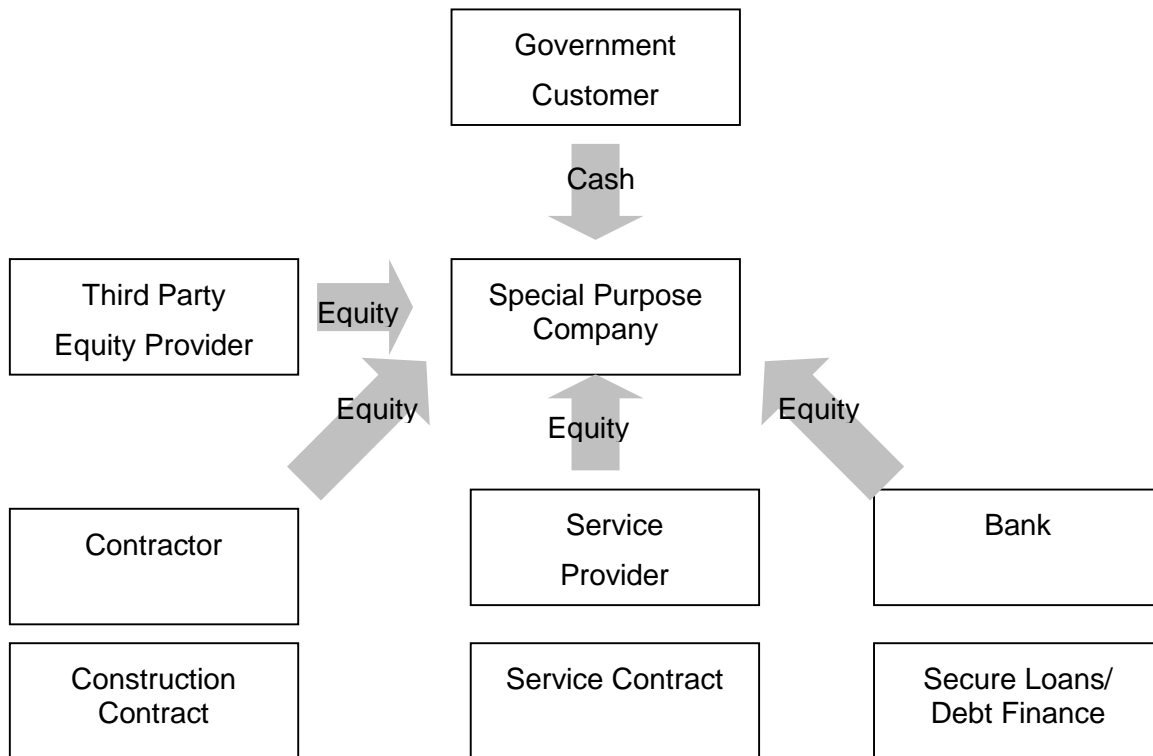 Government
Customer
Cash
Third Party
Equity Provider
Equity
Special Purpose
Company
Equity
Equity
Equity
Contractor
Service
Provider
Bank
Construction
Contract
Service Contract
Secure Loans/
Debt Finance